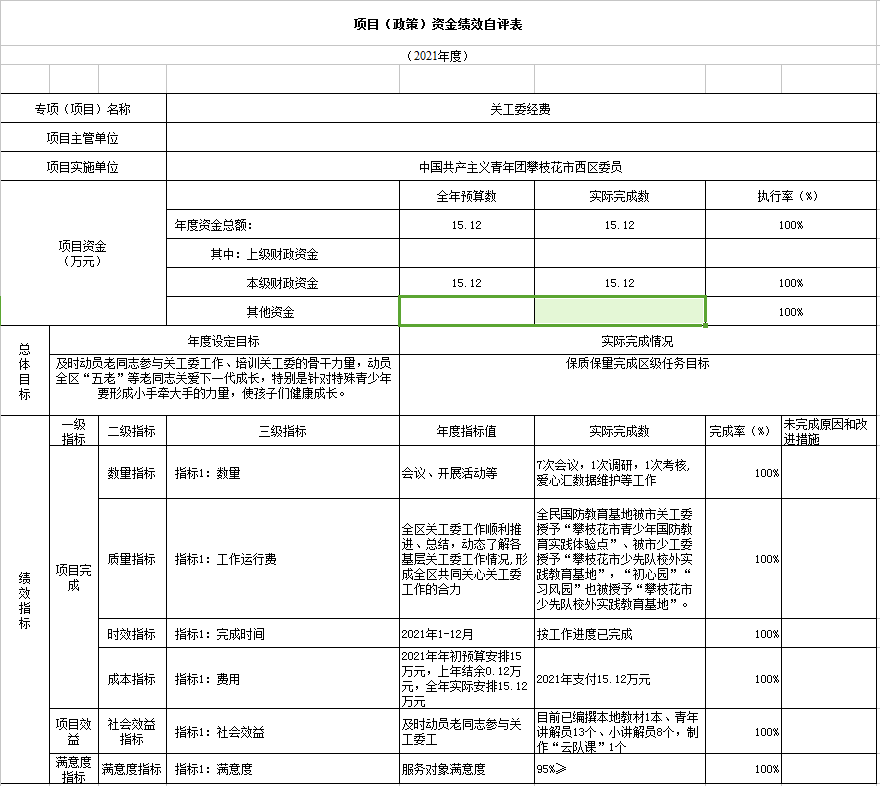 项目（政策）资金绩效自评表
（2021年度）
专项（项目）名称
关工委经费
项目主管单位
项目实施单位
中国共产主义青年团攀枝花市西区委员
项目资金
（万元）
全年预算数
实际完成数
执行率（%）
年度资金总额：
15.12
15.12
100%
其中：上级财政资金
本级财政资金
15.12
15.12
100%
其他资金
100%
总体目标
年度设定目标
实际完成情况
及时动员老同志参与关工委工作、培训关工委的骨干力量，动员
全区“五老”等老同志关爱下一代成长，特别是针对特殊青少年
要形成小手牵大手的力量，使孩子们健康成长。
保质保量完成区级任务目标
绩效指标
一级
指标
二级指标
三级指标
年度指标值
实际完成数
完成率（%）
未完成原因和改
进措施
项目完
成
数量指标
指标1：数量
会议、开展活动等
7次会议，1次调研，1次考核，
爱心汇数据维护等工作
100%
质量指标
指标1：工作运行费
全区关工委工作顺利推
进、总结，动态了解各
基层关工委工作情况,形
成全区共同关心关工委
工作的合力
全民国防教育基地被市关工委
授予“攀枝花市青少年国防教
育实践体验点”、被市少工委
授予“攀枝花市少先队校外实
践教育基地”，“初心园”“
习风园”也被授予“攀枝花市
少先队校外实践教育基地”。
100%
时效指标
指标1：完成时间
2021年1-12月
按工作进度已完成
100%
成本指标
指标1：费用
2021年年初预算安排15
万元，上年结余0.12万
元，全年实际安排15.12
万元
2021年支付15.12万元
100%
项目效
益
社会效益
指标
指标1：社会效益
及时动员老同志参与关
工委工
目前已编撰本地教材1本、青年
讲解员13个、小讲解员8个，制
作“云队课”1个
100%
满意度
指标
满意度指标
指标1：满意度
服务对象满意度
95%≥
100%